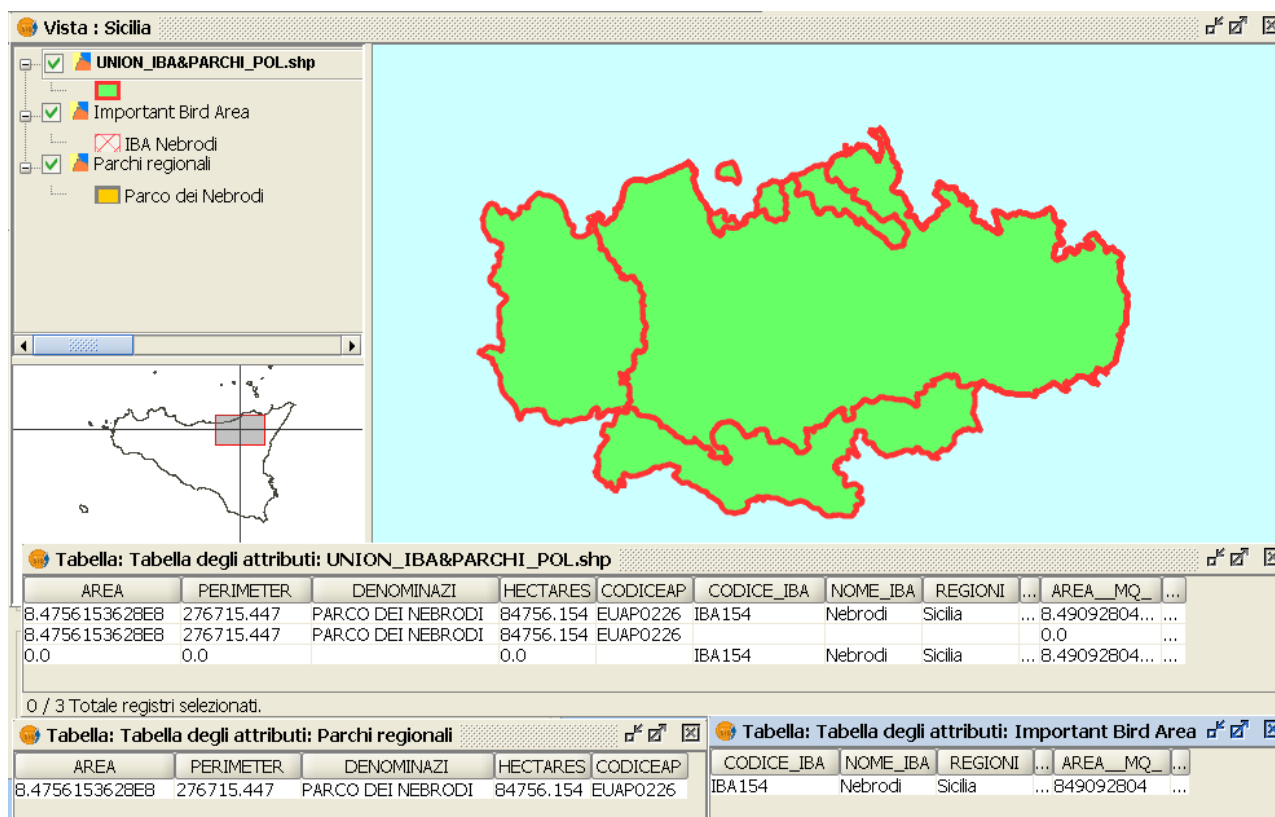 Vista : Sicilia
UNION_IBA&PARCHI_POL.shp
Important Bird Area
IBA Nebrodi
Parchi regionali
Parco dei Nebrodi
Tabella: Tabella degli attributi: UNION_IBA&PARCHI_POL.shp
AREA PERIMETER DENOMINAZI HECTARES CODICEAP CODICE_IBA NOME_IBA REGIONI ... AREA__MQ_ ...
8.4756153628E8 276715.447 PARCO DEI NEBRODI 84756.154 EUAP0226 IBA154 Nebrodi Sicilia ... 8.49092804... ...
8.4756153628E8 276715.447 PARCO DEI NEBRODI 84756.154 EUAP0226 0.0 ...
0.0 0.0 0.0 IBA154 Nebrodi Sicilia ... 8.49092804... ...
0 / 3 Totale registri selezionati.
Tabella: Tabella degli attributi: Parchi regionali
AREA PERIMETER DENOMINAZI HECTARES CODICEAP
8.4756153628E8 276715.447 PARCO DEI NEBRODI 84756.154 EUAP0226
Tabella: Tabella degli attributi: Important Bird Area
CODICE_IBA NOME_IBA REGIONI ... AREA__MQ_ ...
IBA154 Nebrodi Sicilia ... 849092804 ...